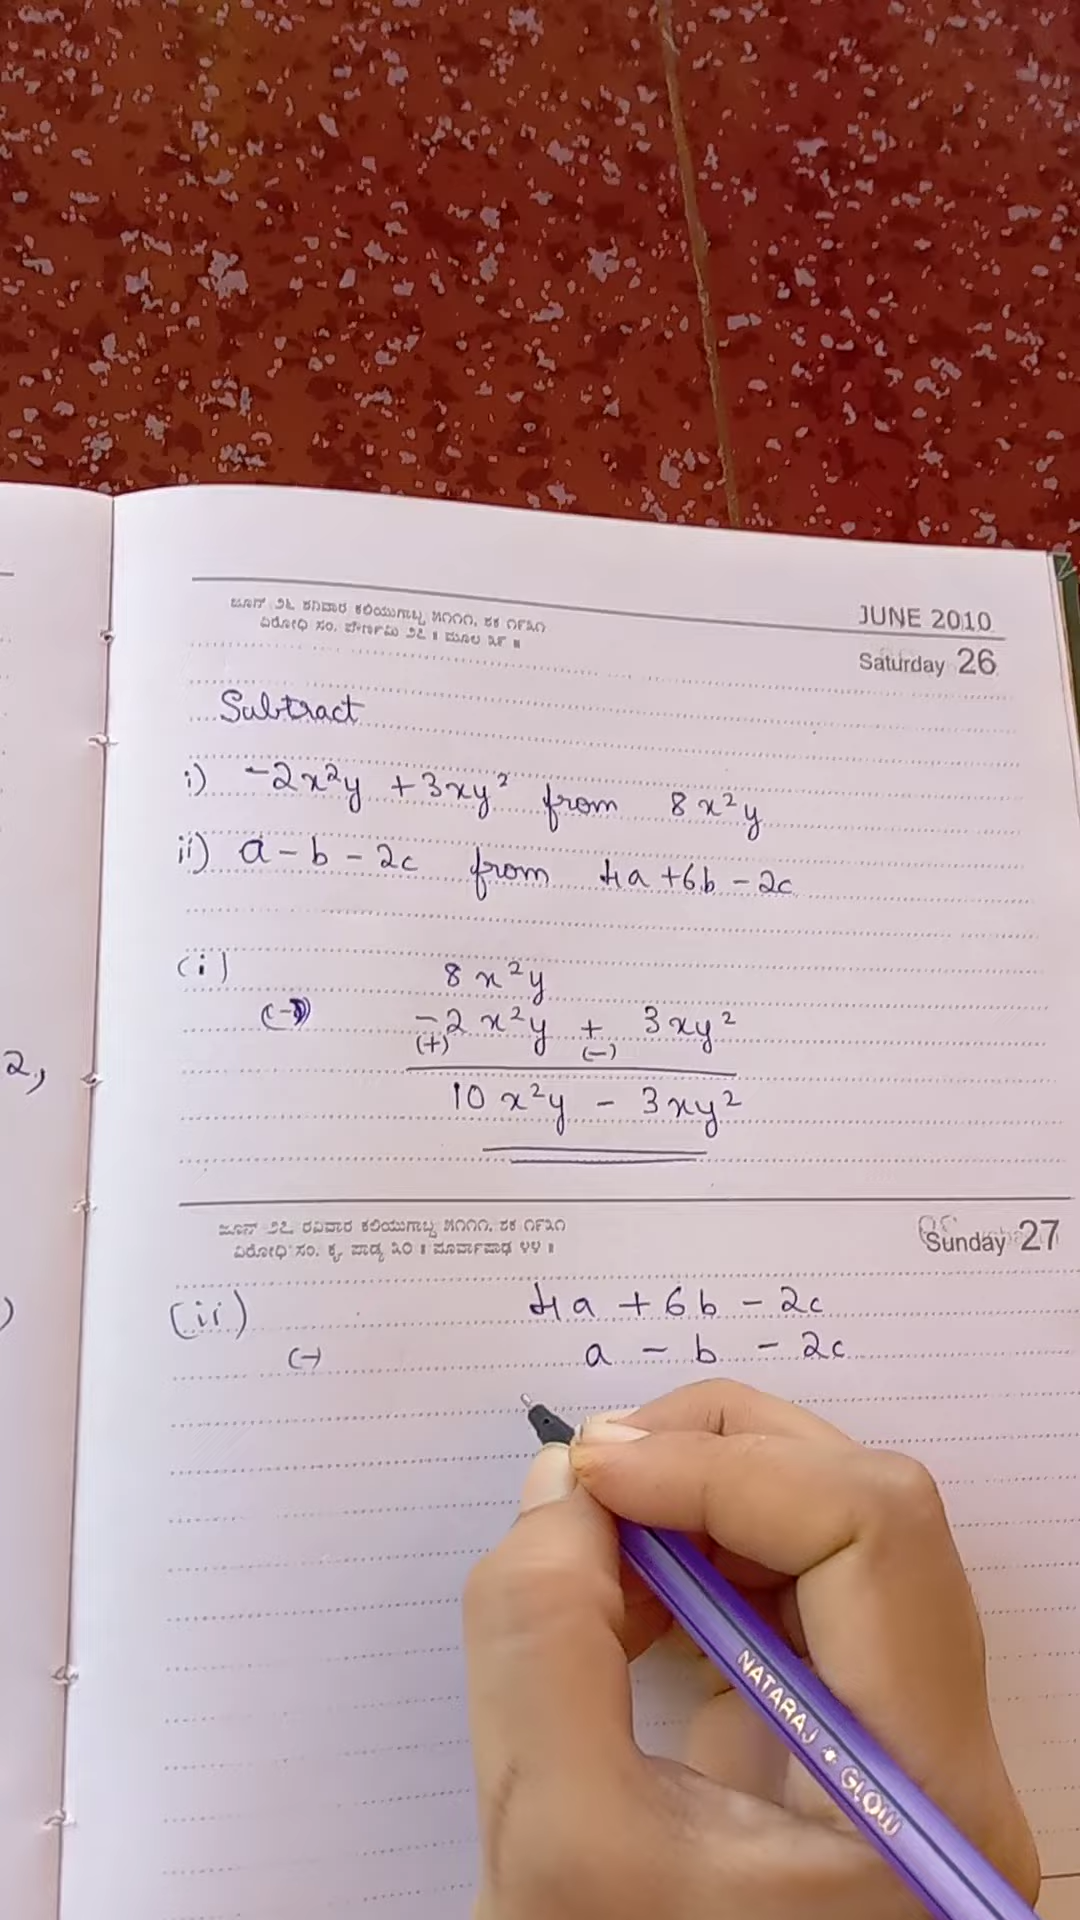 JUNE 2010
Saturday 26
Subtract
i) -2x²y + 3xy² from 8x²y
ii) a - b - 2c from 4a + 6b - 2c
(i) 8x²y
(-) -2x²y + 3xy²
(+) (-)
10x²y - 3xy²
Sunday 27
(ii) 4a + 6b - 2c
(-) a - b - 2c
2,
)
NATARAJ GLOW